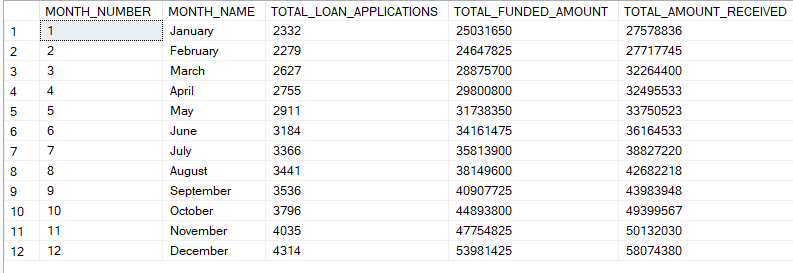 MONTH_NUMBER MONTH_NAME TOTAL_LOAN_APPLICATIONS TOTAL_FUNDED_AMOUNT TOTAL_AMOUNT_RECEIVED
1 1 January 2332 25031650 27578836
2 2 February 2279 24647825 27717745
3 3 March 2627 28875700 32264400
4 4 April 2755 29800800 32495533
5 5 May 2911 31738350 33750523
6 6 June 3184 34161475 36164533
7 7 July 3366 35813900 38827220
8 8 August 3441 38149600 42682218
9 9 September 3536 40907725 43983948
10 10 October 3796 44893800 49399567
11 11 November 4035 47754825 50132030
12 12 December 4314 53981425 58074380